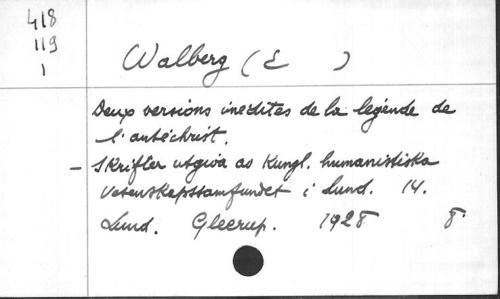 418
119
1
Walberg (E )
Deux versions inédites de la légende de
l'antéchrist.
- Skrifter utgiva av Kungl. humanistiska
Vetenskapssamfundet i Lund. 14.
Lund. Gleerup. 1928 8.